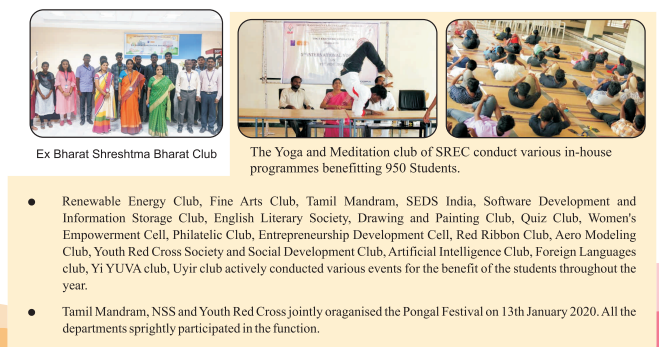 Ex Bharat Shreshtma Bharat Club
The Yoga and Meditation club of SREC conduct various in-house
programmes benefitting 950 Students.
● Renewable Energy Club, Fine Arts Club, Tamil Mandram, SEDS India, Software Development and
Information Storage Club, English Literary Society, Drawing and Painting Club, Quiz Club, Women's
Empowerment Cell, Philatelic Club, Entrepreneurship Development Cell, Red Ribbon Club, Aero Modeling
Club, Youth Red Cross Society and Social Development Club, Artificial Intelligence Club, Foreign Languages
club, Yi YUVA club, Uyir club actively conducted various events for the benefit of the students throughout the
year.
● Tamil Mandram, NSS and Youth Red Cross jointly oraganised the Pongal Festival on 13th January 2020. All the
departments sprightly participated in the function.